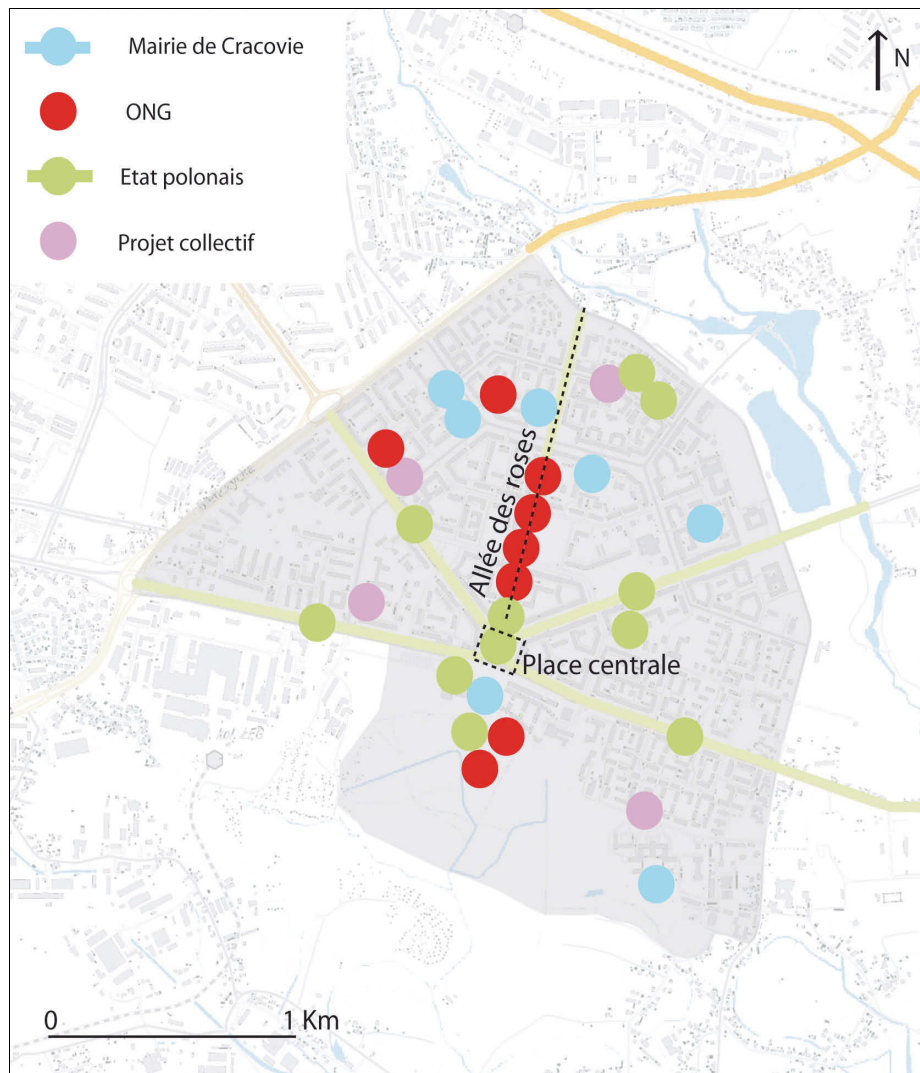 Mairie de Cracovie
N
ONG
Etat polonais
Projet collectif
Allée des roses
Place centrale
0 1 Km